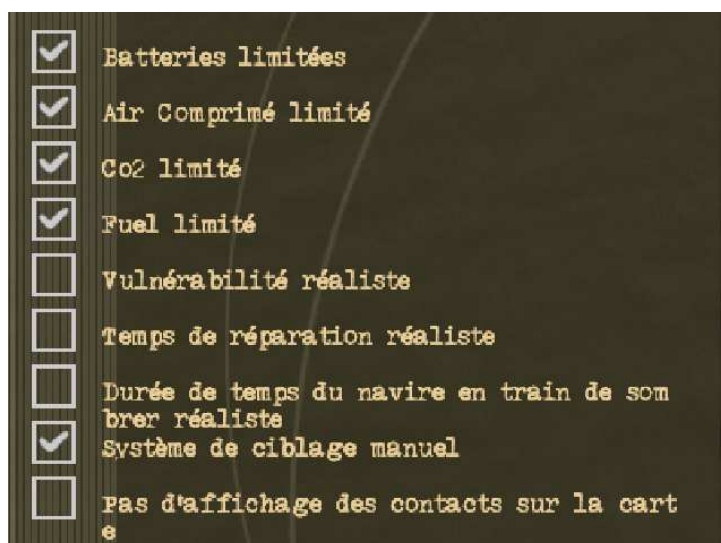 Batteries limitées
Air Comprimé limité
Co2 limité
Fuel limité
Vulnérabilité réaliste
Temps de réparation réaliste
Durée de temps du navire en train de som
brer réaliste
Système de ciblage manuel
Pas d'affichage des contacts sur la cart
e